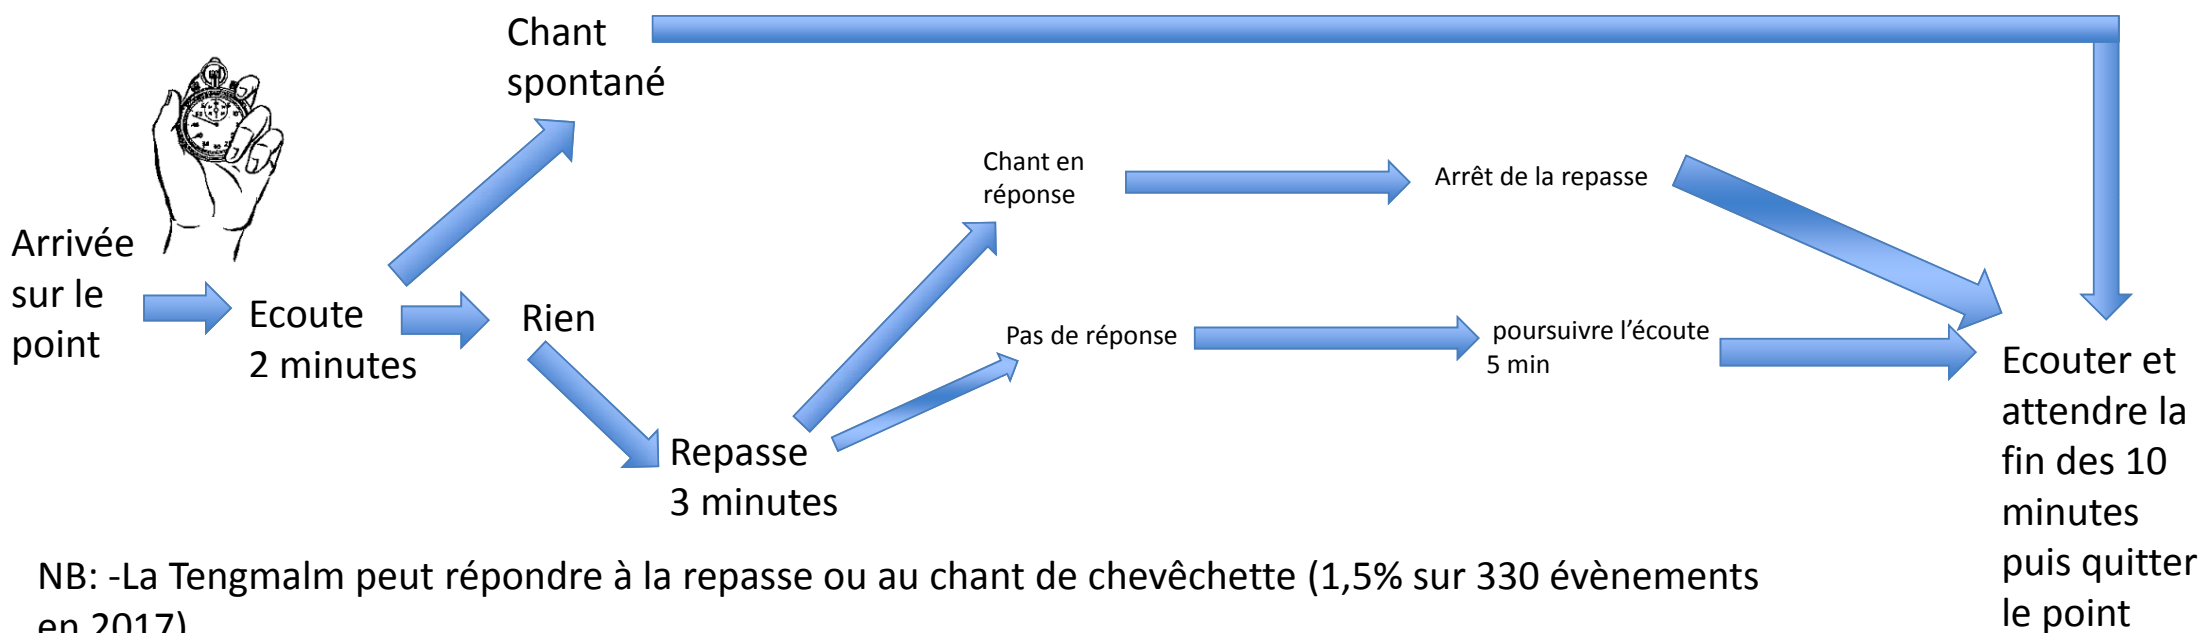 Chant
spontané
Chant en
réponse
Arrêt de la repasse
Arrivée
sur le
point
Ecoute
2 minutes
Rien
Pas de réponse
poursuivre l’écoute
5 min
Repasse
3 minutes
Ecouter et
attendre la
fin des 10
minutes
puis quitter
le point
NB: -La Tengmalm peut répondre à la repasse ou au chant de chevêchette (1,5% sur 330 évènements
en 2017)